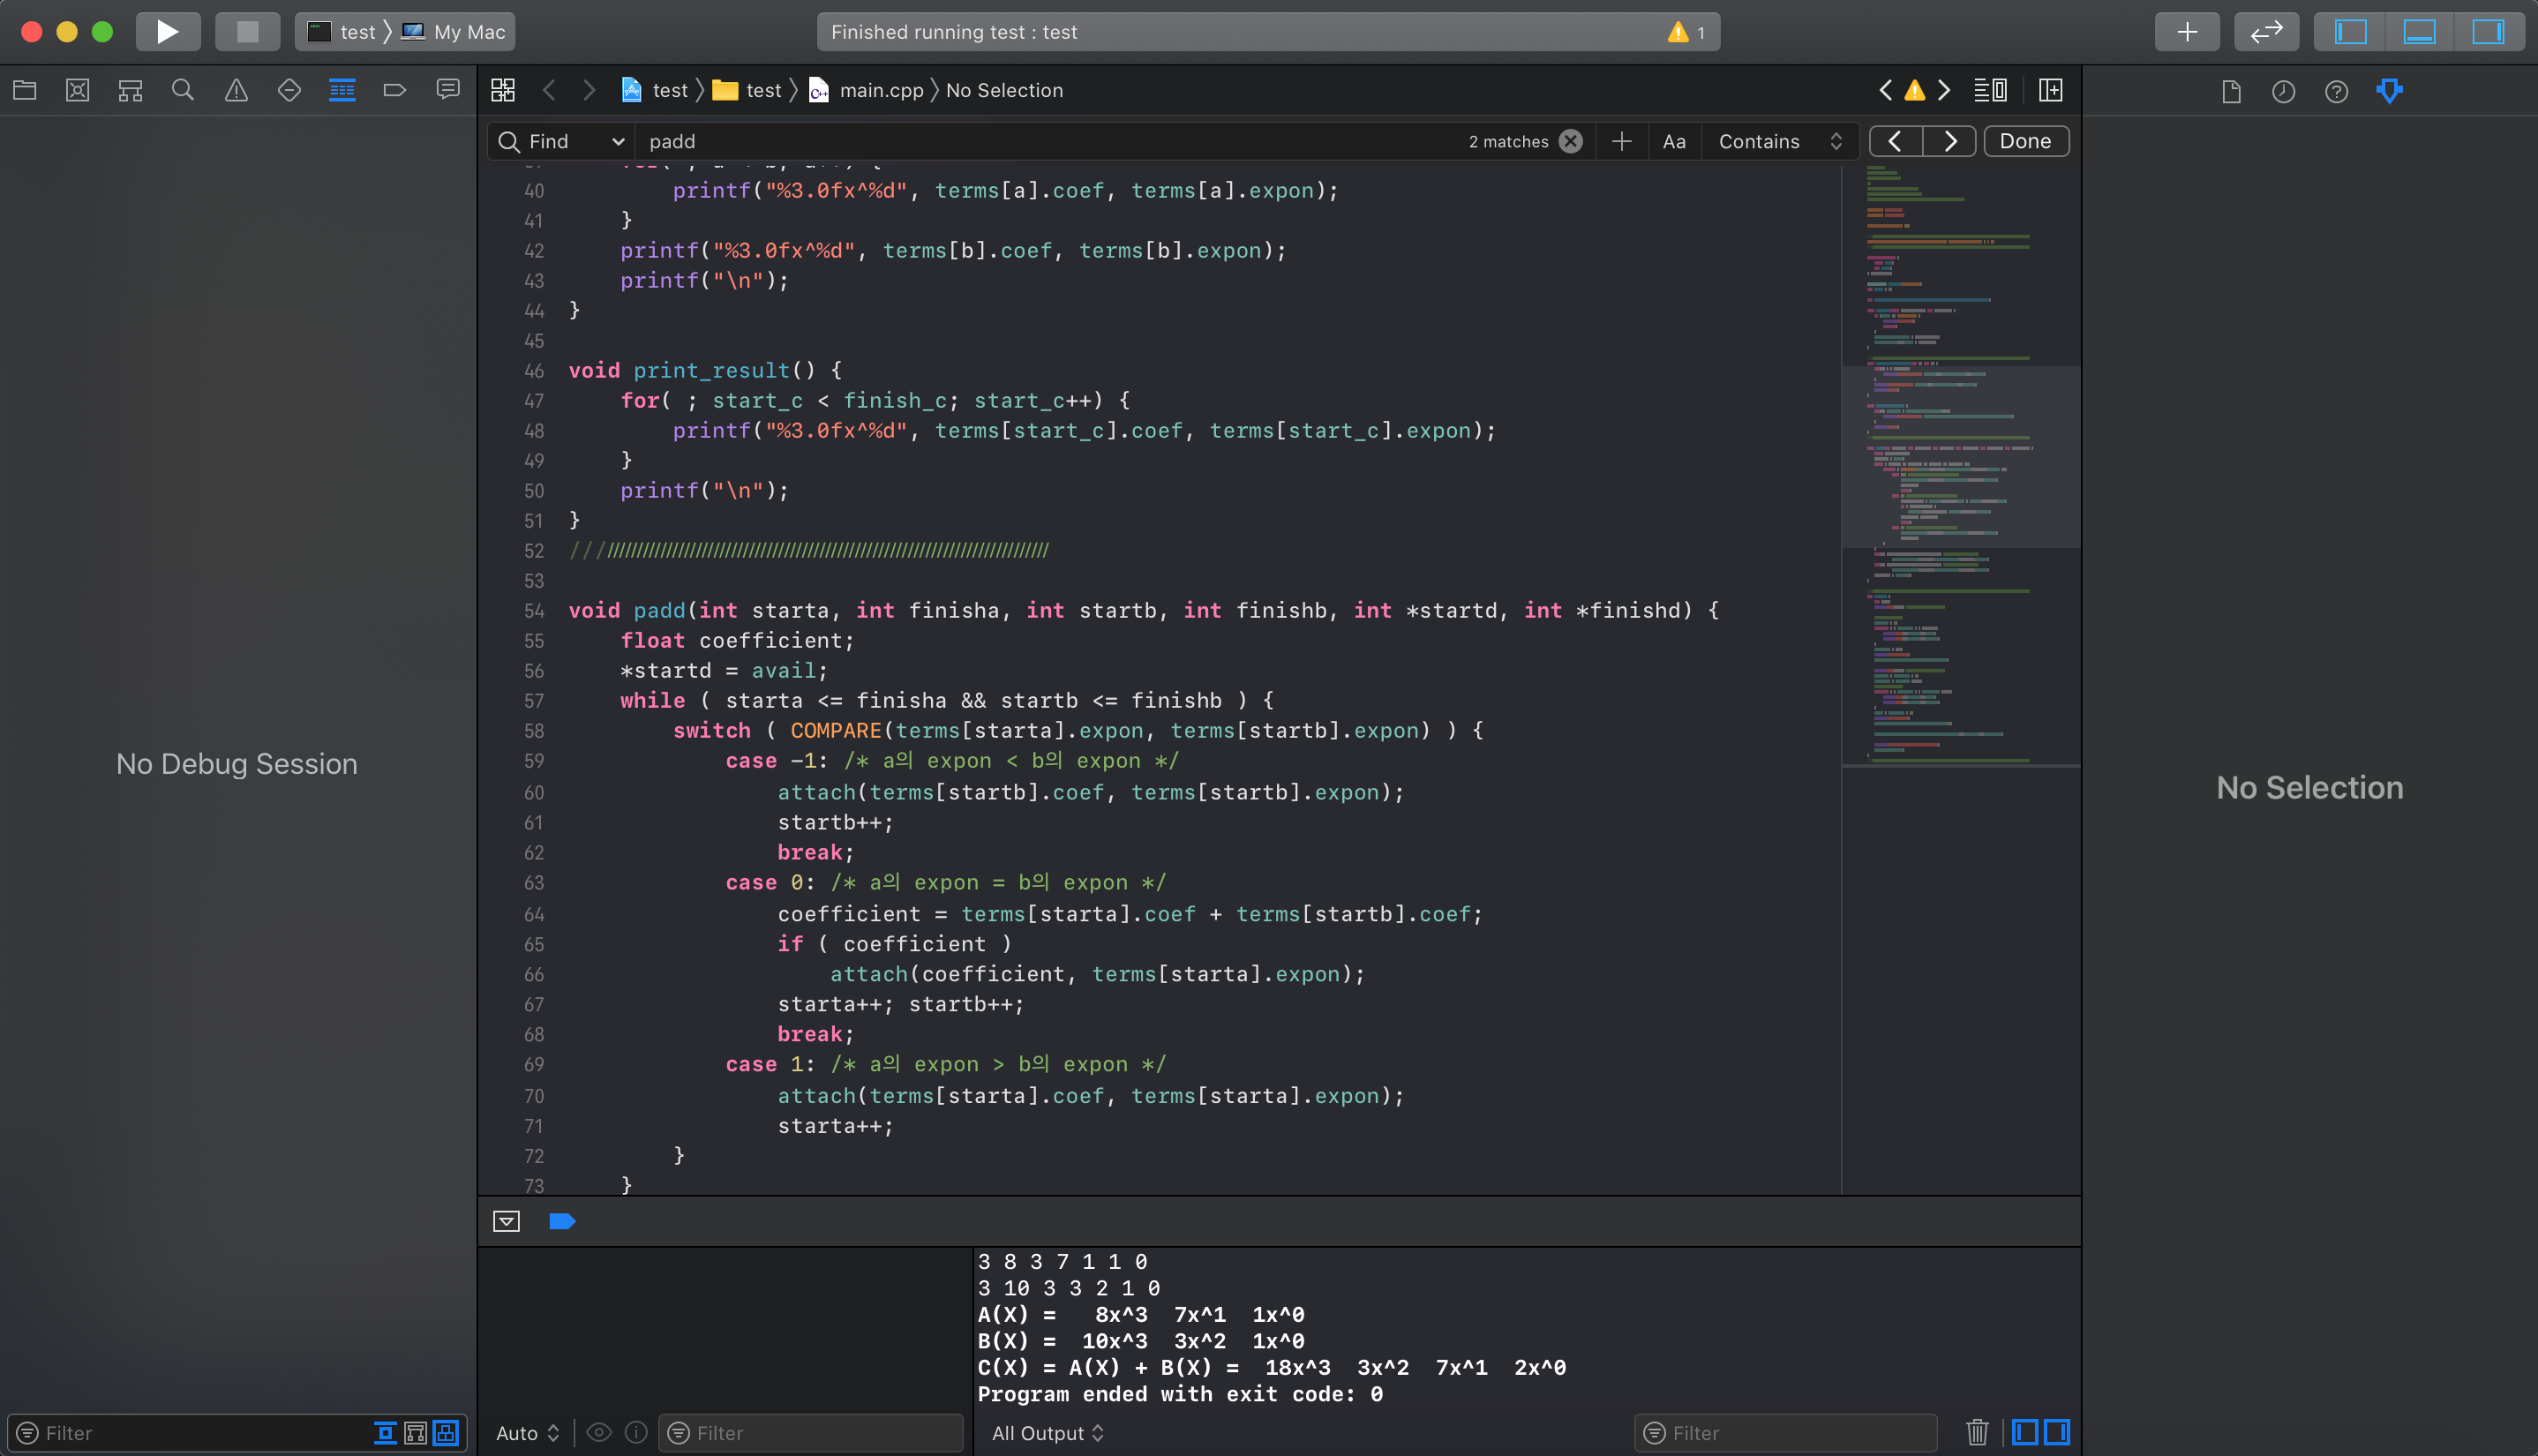 test 〉 My Mac
Finished running test : test
1
test 〉 test 〉 main.cpp 〉 No Selection
Find
padd
2 matches
Aa
Contains
Done
40 printf("%3.0fx^%d", terms[a].coef, terms[a].expon);
41 }
42 printf("%3.0fx^%d", terms[b].coef, terms[b].expon);
43 printf("\n");
44 }
45
46 void print_result() {
47 for( ; start_c < finish_c; start_c++) {
48 printf("%3.0fx^%d", terms[start_c].coef, terms[start_c].expon);
49 }
50 printf("\n");
51 }
52
53
54 void padd(int starta, int finisha, int startb, int finishb, int *startd, int *finishd) {
55 float coefficient;
56 *startd = avail;
57 while ( starta <= finisha && startb <= finishb ) {
58 switch ( COMPARE(terms[starta].expon, terms[startb].expon) ) {
59 case -1: /* a의 expon < b의 expon */
60 attach(terms[startb].coef, terms[startb].expon);
61 startb++;
62 break;
63 case 0: /* a의 expon = b의 expon */
64 coefficient = terms[starta].coef + terms[startb].coef;
65 if ( coefficient )
66 attach(coefficient, terms[starta].expon);
67 starta++; startb++;
68 break;
69 case 1: /* a의 expon > b의 expon */
70 attach(terms[starta].coef, terms[starta].expon);
71 starta++;
72 }
73 }
No Debug Session
No Selection
3 8 3 7 1 1 0
3 10 3 3 2 1 0
A(X) =   8x^3  7x^1  1x^0
B(X) =  10x^3  3x^2  1x^0
C(X) = A(X) + B(X) =  18x^3  3x^2  7x^1  2x^0
Program ended with exit code: 0
Filter
Auto
Filter
All Output
Filter